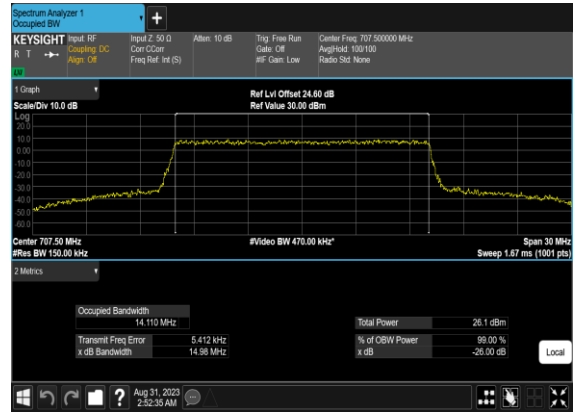 Spectrum Analyzer 1
Occupied BW
+
KEYSIGHT
R T
LXI
Input: RF
Coupling: DC
Align: Off
Input Z: 50 Ω
Corr CCorr
Freq Ref: Int (S)
Atten: 10 dB
Trig: Free Run
Gate: Off
#IF Gain: Low
Center Freq: 707.500000 MHz
Avg|Hold: 100/100
Radio Std: None
1 Graph
Scale/Div 10.0 dB
Ref Lvl Offset 24.60 dB
Ref Value 30.00 dBm
Log
20.0
10.0
0.00
-10.0
-20.0
-30.0
-40.0
-50.0
-60.0
Center 707.50 MHz
#Res BW 150.00 kHz
#Video BW 470.00 kHz*
Span 30 MHz
Sweep 1.67 ms (1001 pts)
2 Metrics
Occupied Bandwidth
14.110 MHz
Total Power 26.1 dBm
Transmit Freq Error 5.412 kHz
% of OBW Power 99.00 %
x dB Bandwidth 14.98 MHz
x dB -26.00 dB
Local
?
Aug 31, 2023
2:52:35 AM